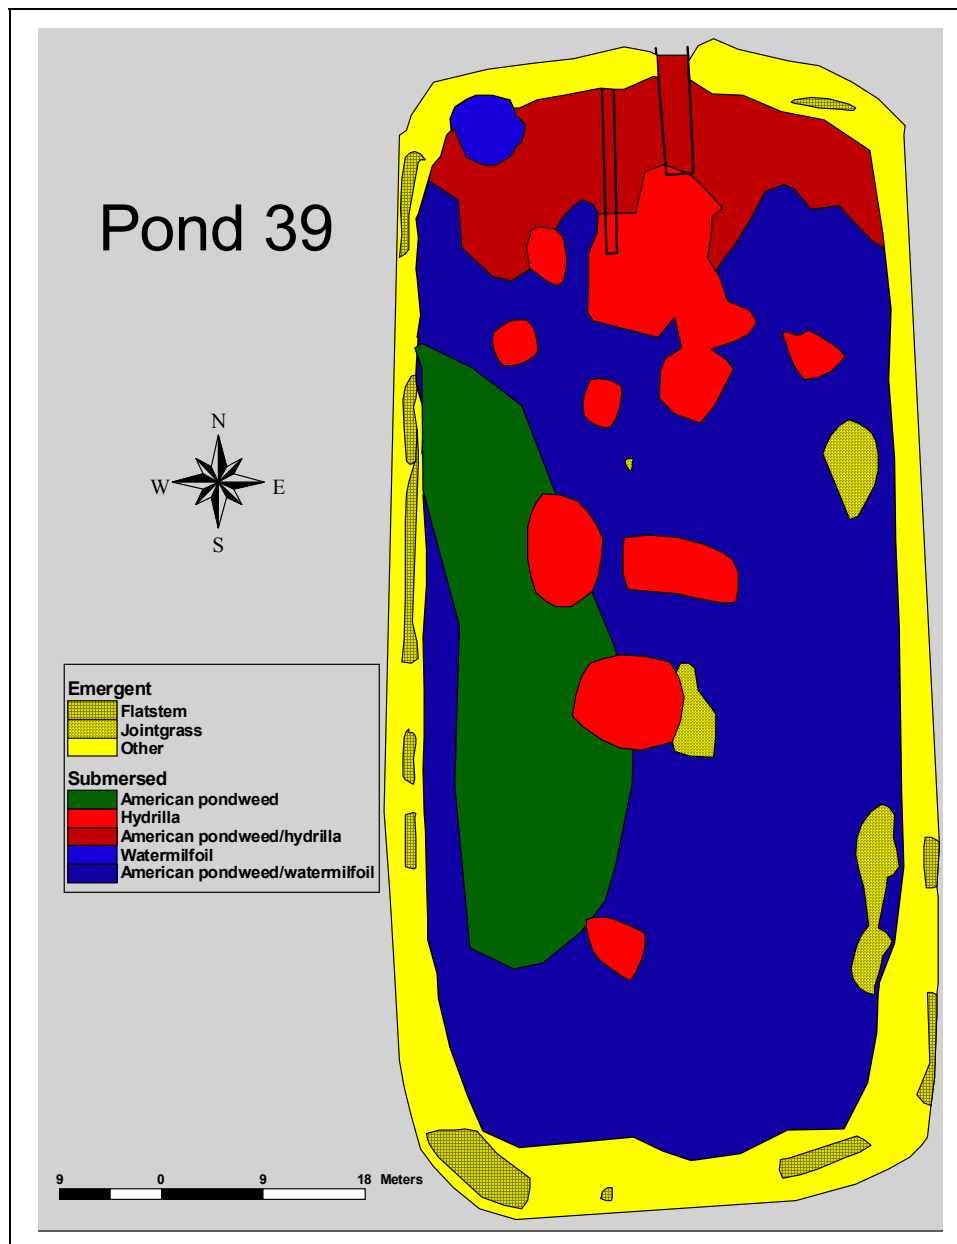 Pond 39
N
W E
S
Emergent
Flatstem
Jointgrass
Other
Submersed
American pondweed
Hydrilla
American pondweed/hydrilla
Watermilfoil
American pondweed/watermilfoil
9 0 9 18 Meters